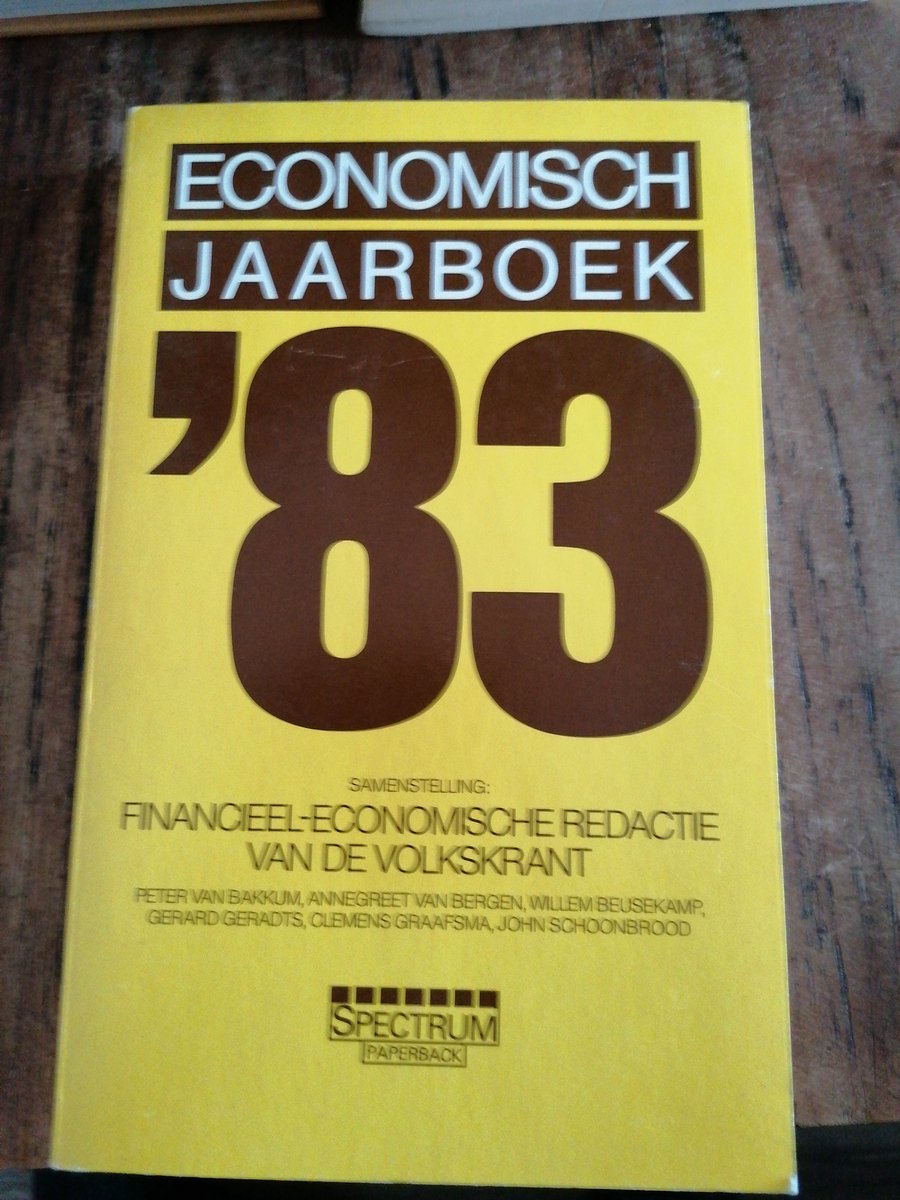 ECONOMISCH
JAARBOEK
'83
SAMENSTELLING:
FINANCIEEL-ECONOMISCHE REDACTIE
VAN DE VOLKSKRANT
PETER VAN BAKKUM, ANNEGREET VAN BERGEN, WILLEM BEUSEKAMP,
GERARD GERADTS, CLEMENS GRAAFSMA, JOHN SCHOONBROOD
SPECTRUM
PAPERBACK